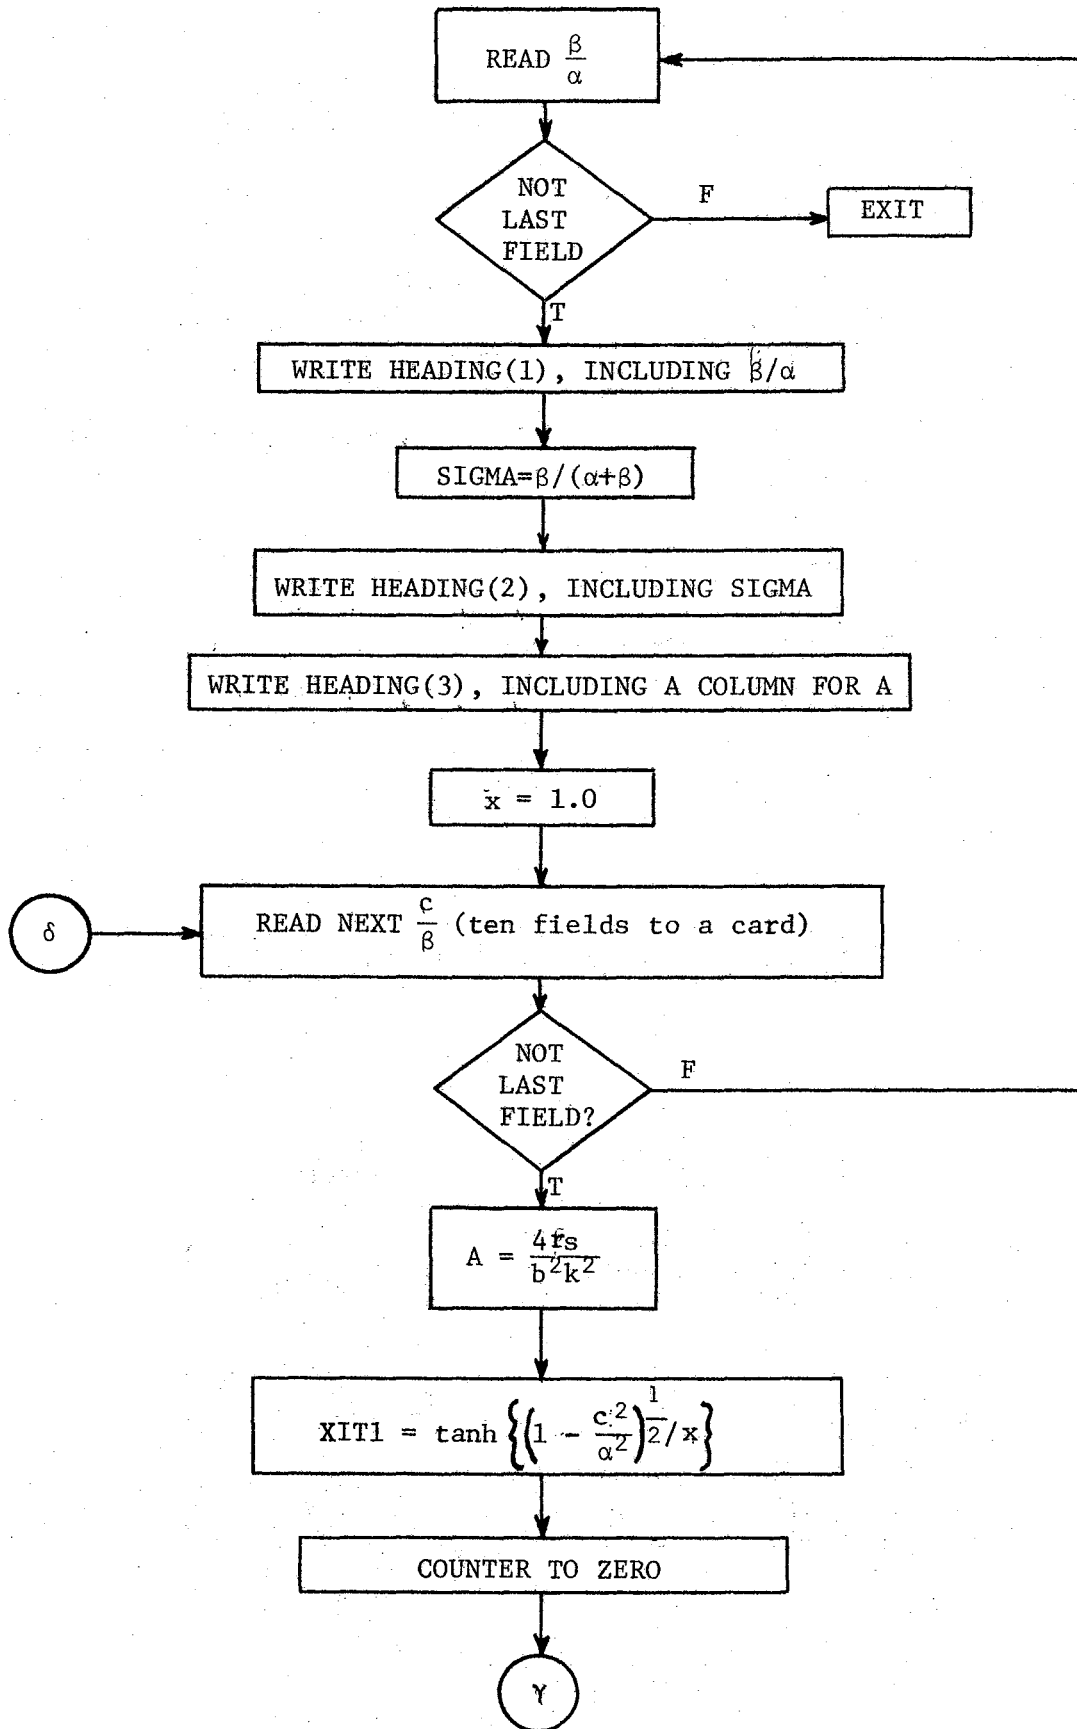 READ β/α
NOT
LAST
FIELD
F
EXIT
T
WRITE HEADING(1), INCLUDING β/α
SIGMA=β/(α+β)
WRITE HEADING(2), INCLUDING SIGMA
WRITE HEADING(3), INCLUDING A COLUMN FOR A
x = 1.0
δ
READ NEXT c/β (ten fields to a card)
NOT
LAST
FIELD?
F
T
A = 4rs/b²k²
XIT1 = tanh{(1 - c²/α²)^1/2/x}
COUNTER TO ZERO
γ